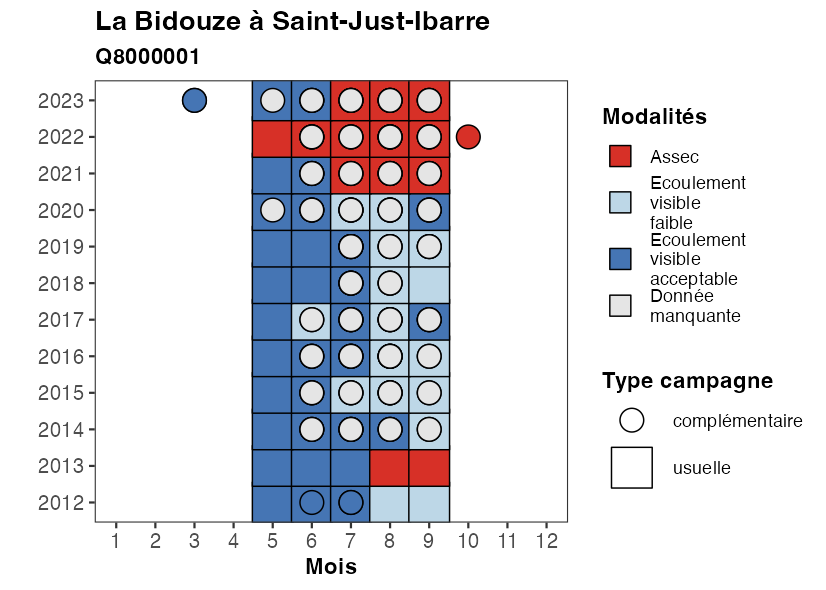 La Bidouze à Saint-Just-Ibarre
Q8000001
2023
2022
2021
2020
2019
2018
2017
2016
2015
2014
2013
2012
1 2 3 4 5 6 7 8 9 10 11 12
Mois
Modalités
Assec
Ecoulement
visible
faible
Ecoulement
visible
acceptable
Donnée
manquante
Type campagne
complémentaire
usuelle